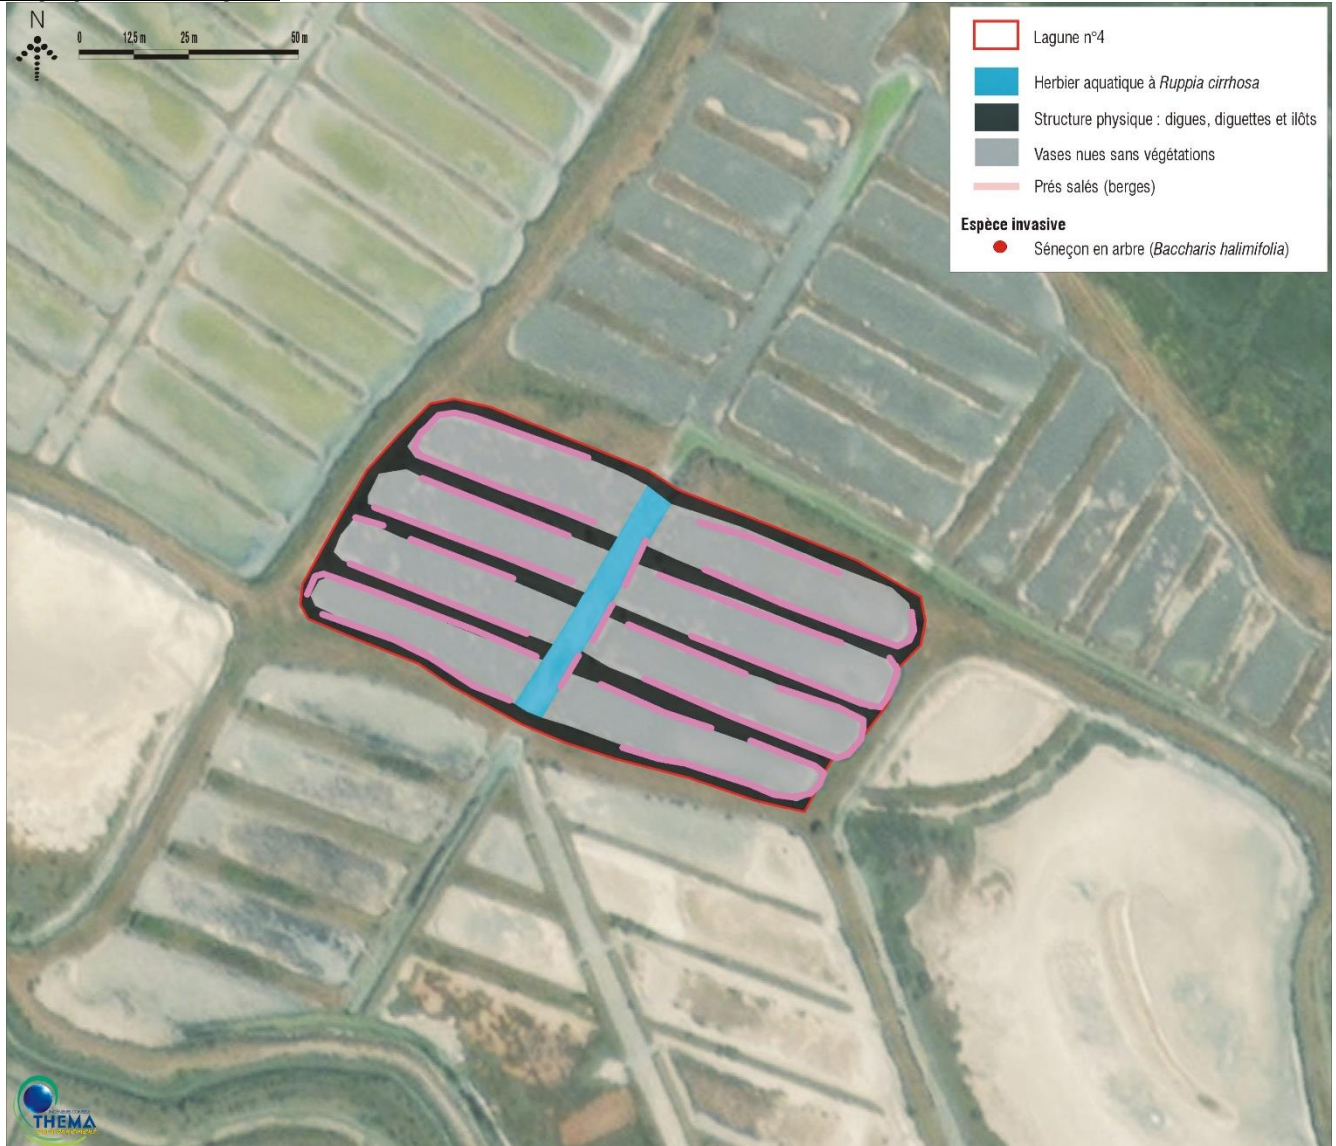 N
0 12,5 m 25 m 50 m
Lagune n°4
Herbier aquatique à Ruppia cirrhosa
Structure physique : digues, diguettes et ilôts
Vases nues sans végétations
Prés salés (berges)
Espèce invasive
Séneçon en arbre (Baccharis halimifolia)
THEMA